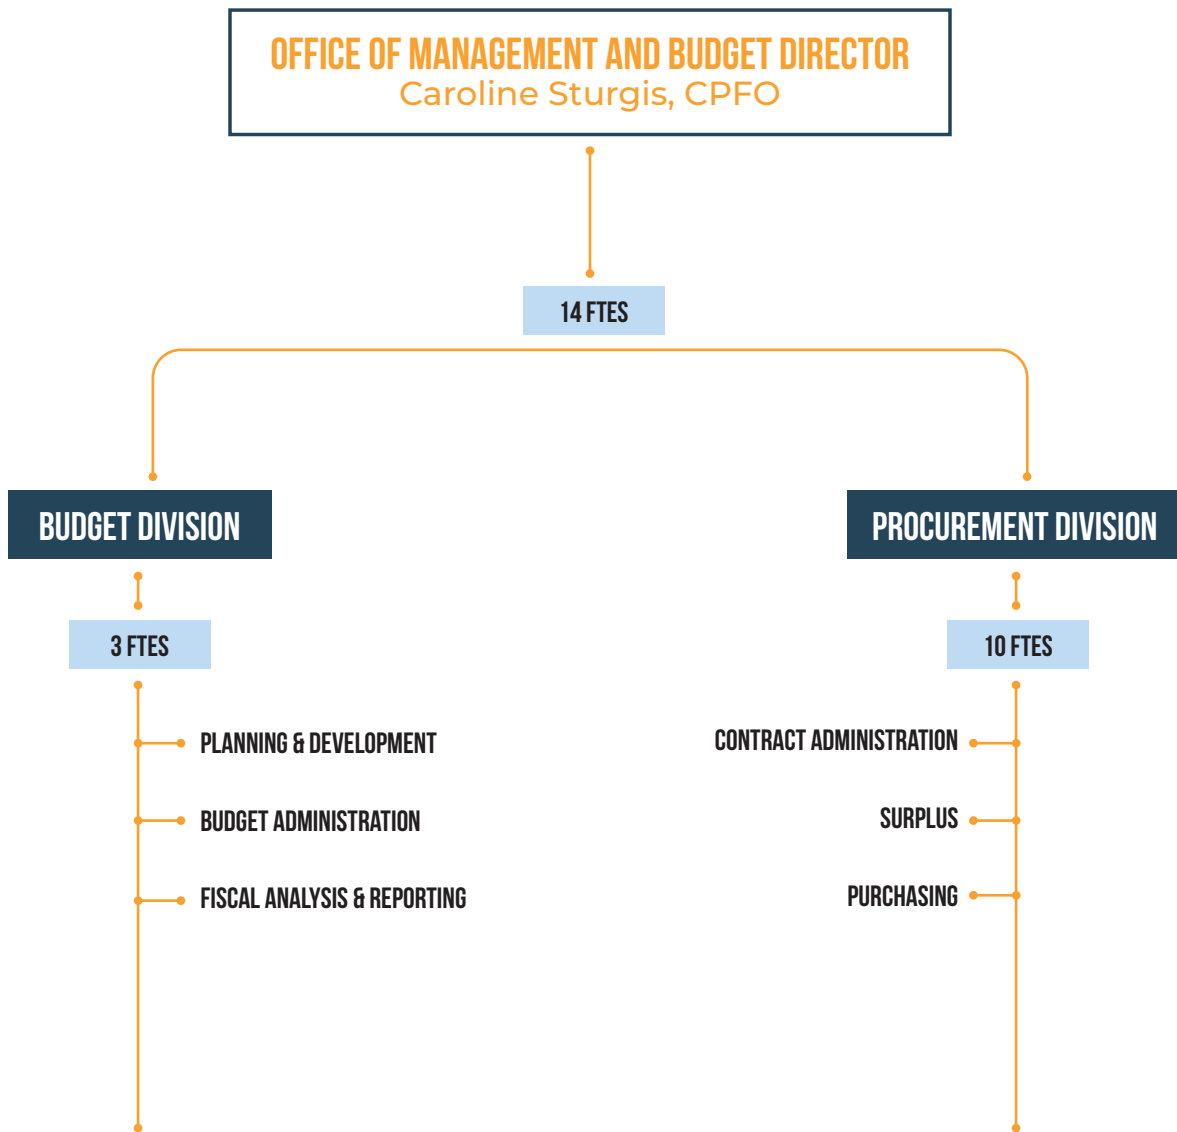 OFFICE OF MANAGEMENT AND BUDGET DIRECTOR
Caroline Sturgis, CPFO
14 FTES
BUDGET DIVISION
3 FTES
PLANNING & DEVELOPMENT
BUDGET ADMINISTRATION
FISCAL ANALYSIS & REPORTING
PROCUREMENT DIVISION
10 FTES
CONTRACT ADMINISTRATION
SURPLUS
PURCHASING